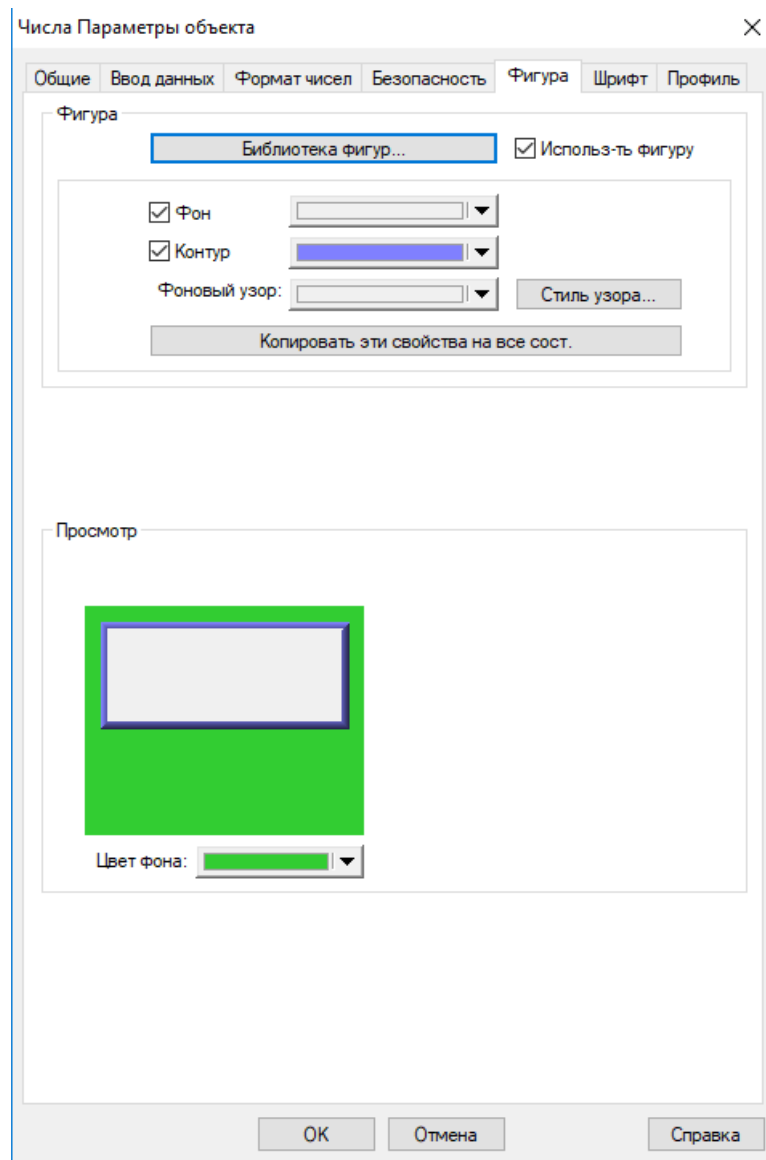 Числа Параметры объекта
Общие Ввод данных Формат чисел Безопасность Фигура Шрифт Профиль
Фигура
Библиотека фигур... Использ-ть фигуру
Фон
Контур
Фоновый узор: Стиль узора...
Копировать эти свойства на все сост.
Просмотр
Цвет фона:
OK Отмена Справка